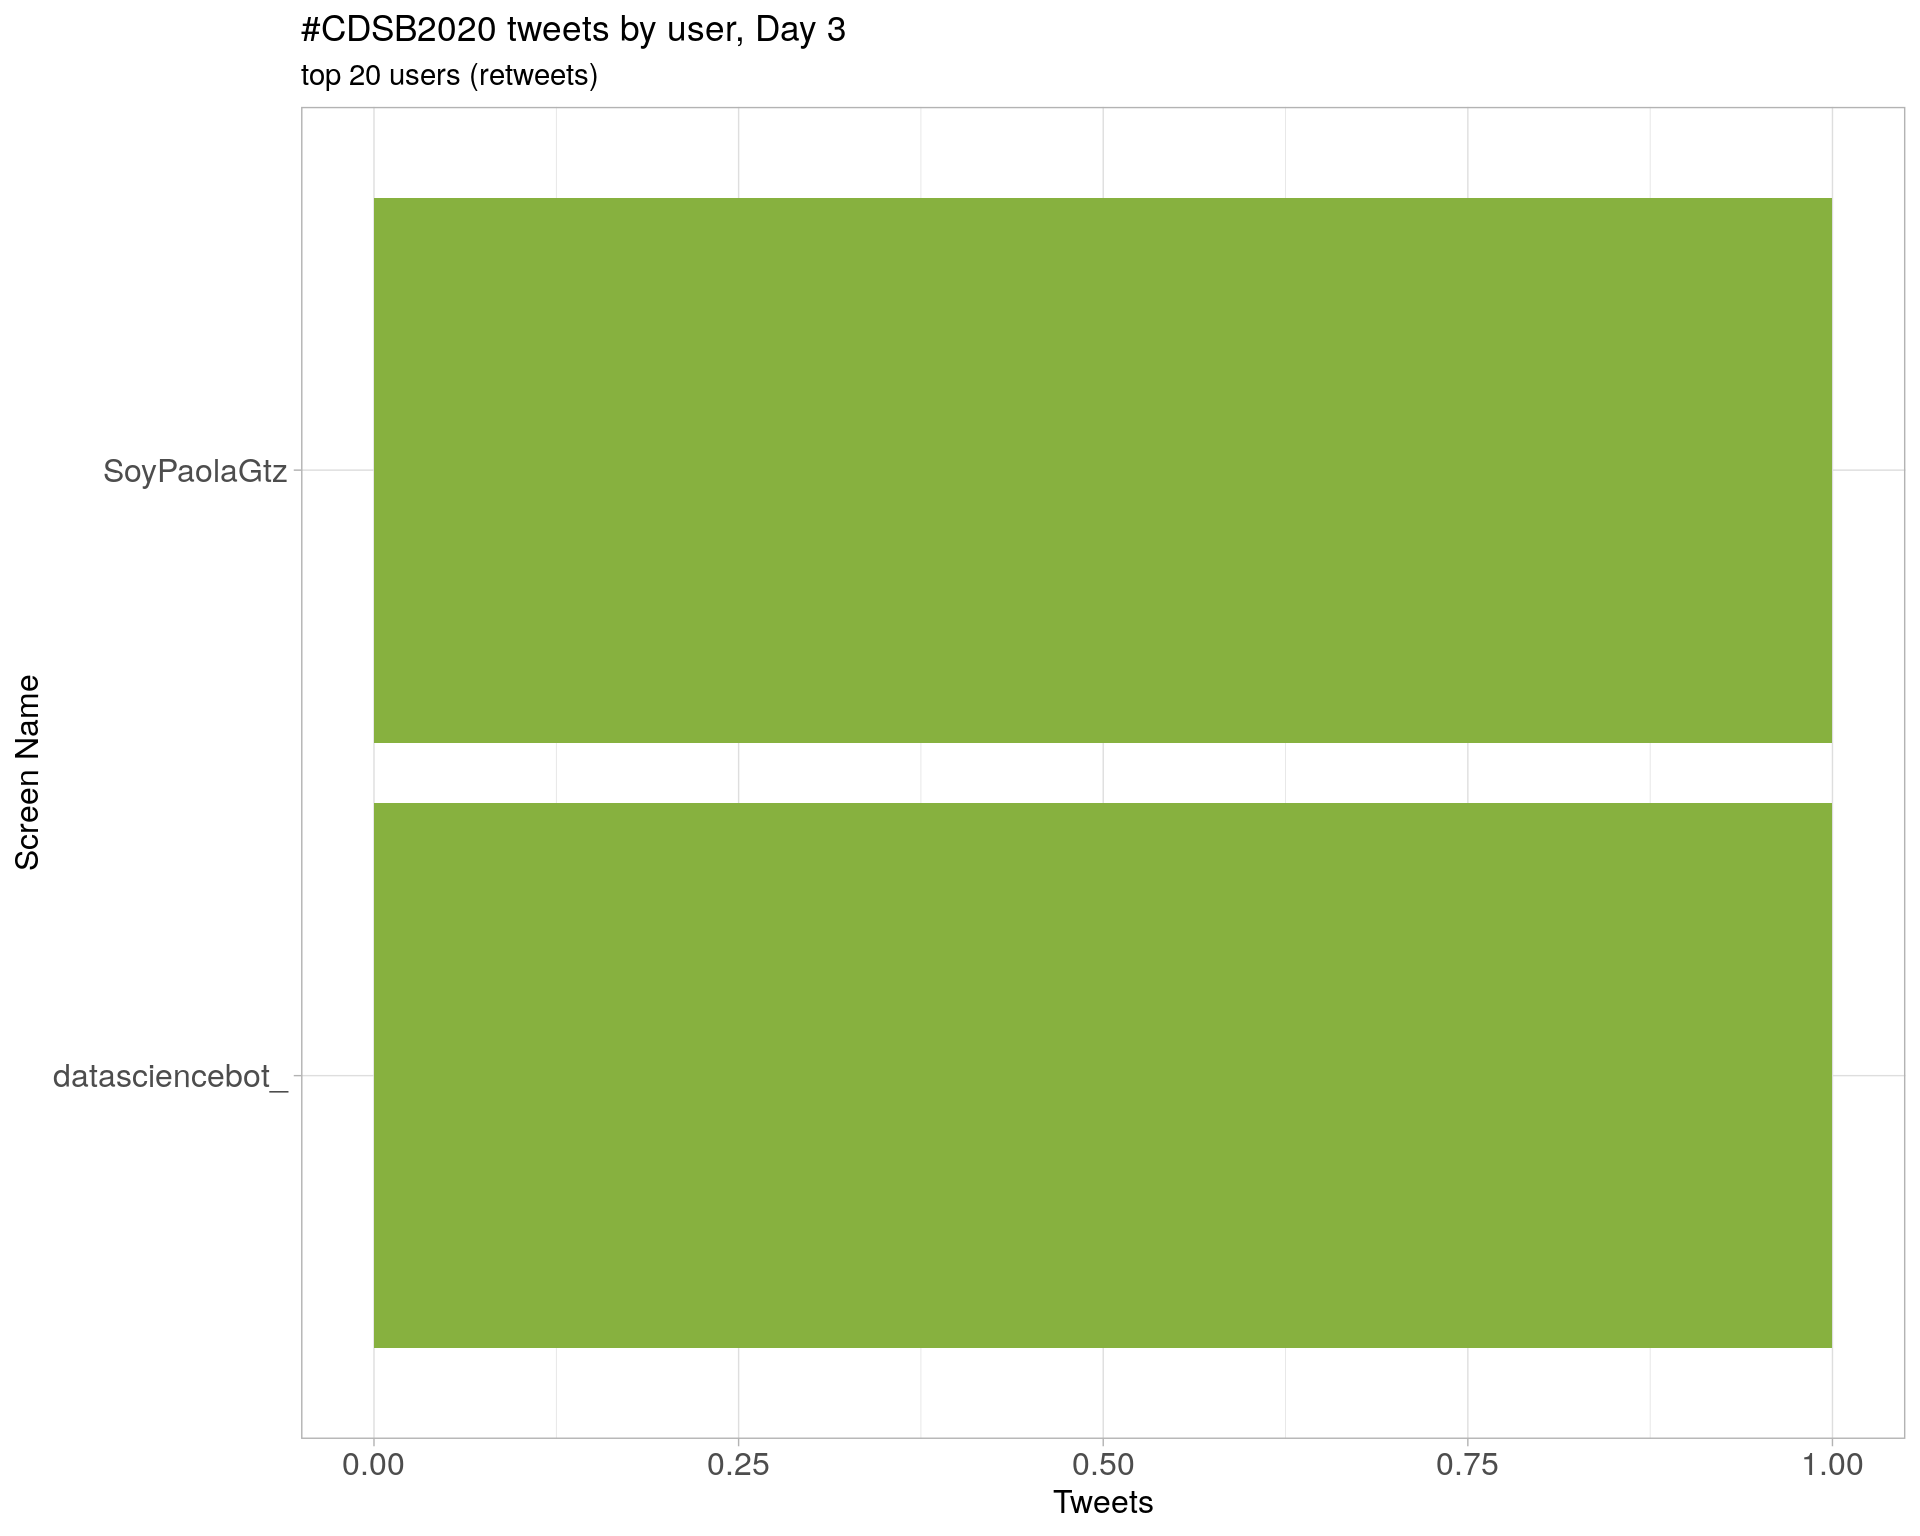 #CDSB2020 tweets by user, Day 3
top 20 users (retweets)
SoyPaolaGtz
Screen Name
datasciencebot_
0.00 0.25 0.50 0.75 1.00
Tweets